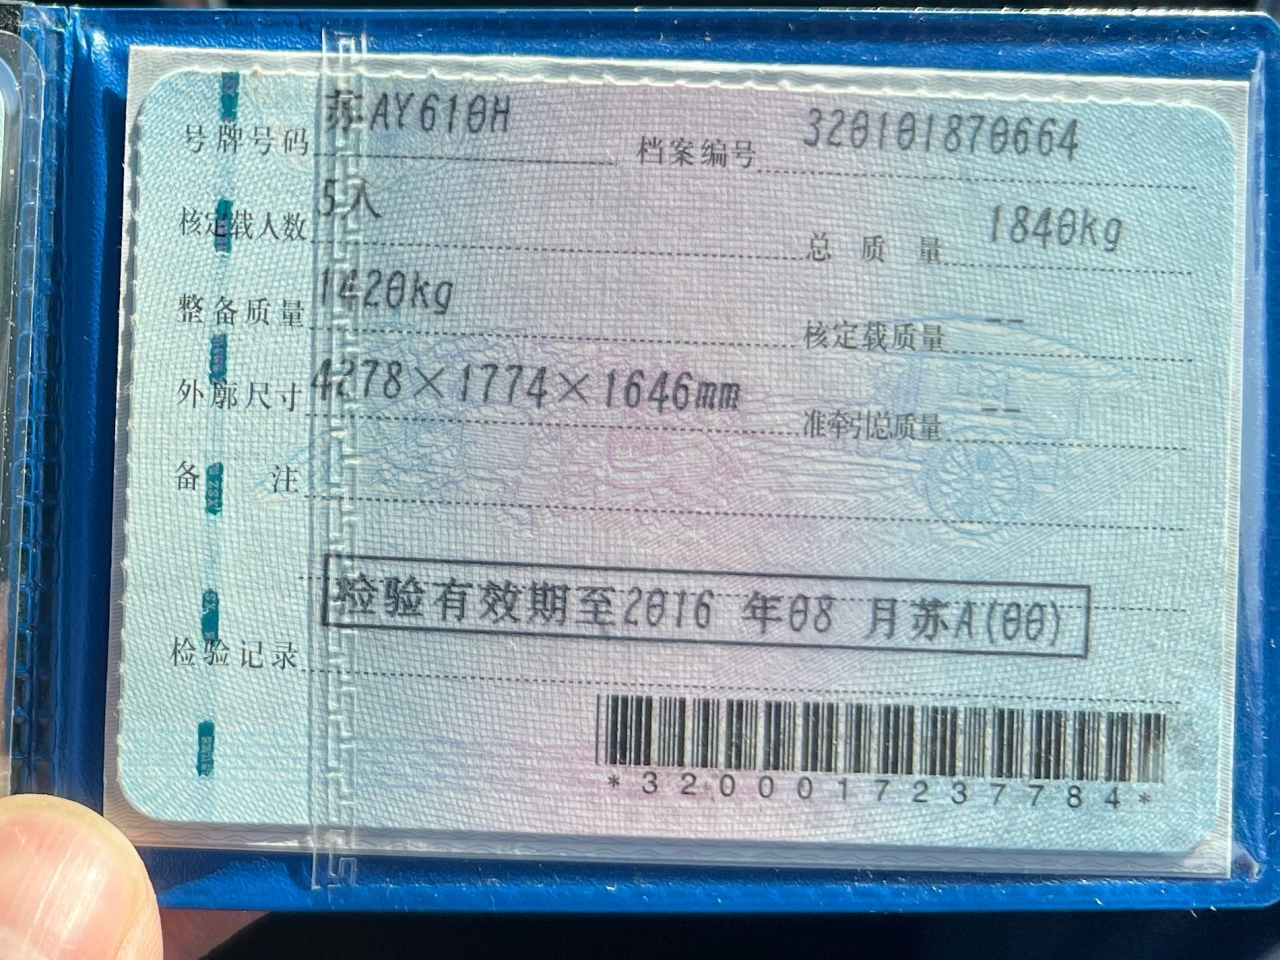 号牌号码 苏AY610H 档案编号 320101870664
核定载人数 5人 总质量 1840kg
整备质量 1420kg 核定载质量 --
外廓尺寸 4278×1774×1646mm 准牵引总质量 --
备注
检验有效期至2016 年08 月苏A(00)
检验记录
*3200017237784*